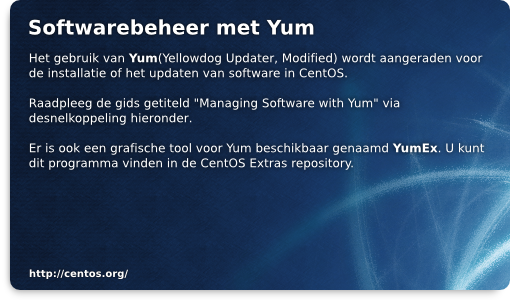 Softwarebeheer met Yum
Het gebruik van Yum(Yellowdog Updater, Modified) wordt aangeraden voor
de installatie of het updaten van software in CentOS.
Raadpleeg de gids getiteld "Managing Software with Yum" via
desnelkoppeling hieronder.
Er is ook een grafische tool voor Yum beschikbaar genaamd YumEx. U kunt
dit programma vinden in de CentOS Extras repository.
http://centos.org/